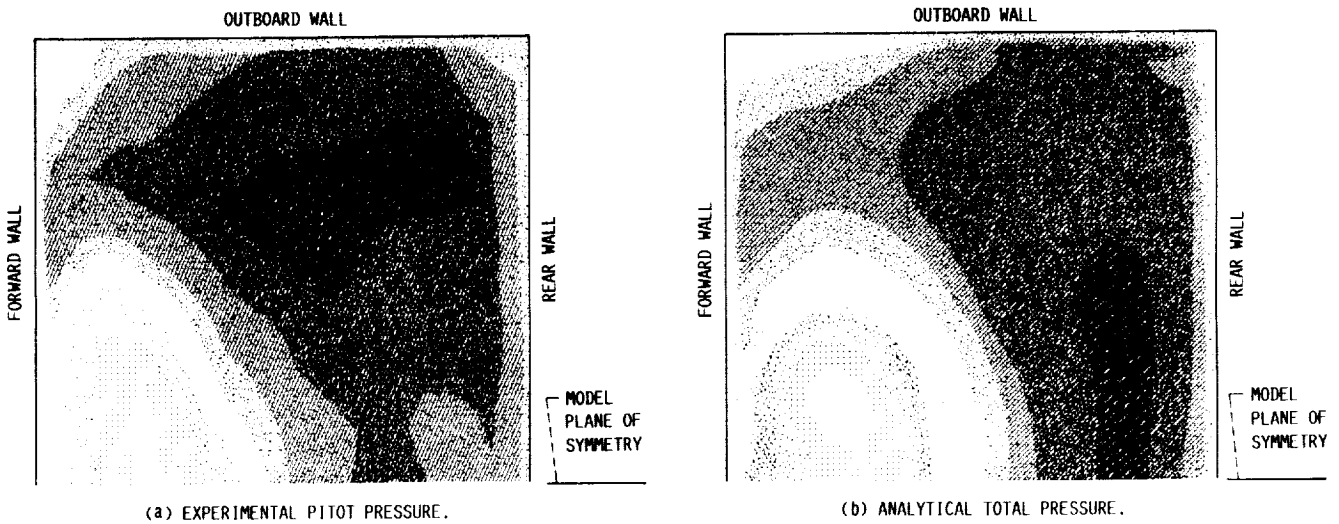 OUTBOARD WALL
FORWARD WALL
REAR WALL
MODEL
PLANE OF
SYMMETRY
(a) EXPERIMENTAL PITOT PRESSURE.
OUTBOARD WALL
FORWARD WALL
REAR WALL
MODEL
PLANE OF
SYMMETRY
(b) ANALYTICAL TOTAL PRESSURE.